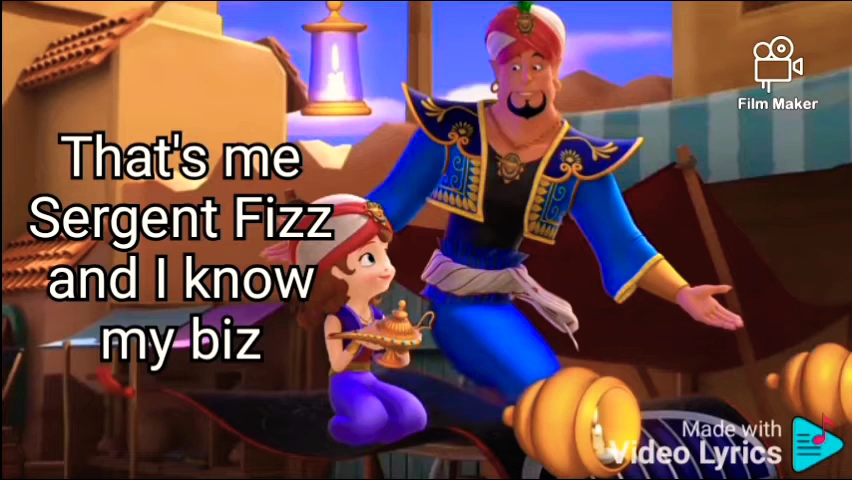 That's me
Sergent Fizz
and I know
my biz
Film Maker
Made with
Video Lyrics